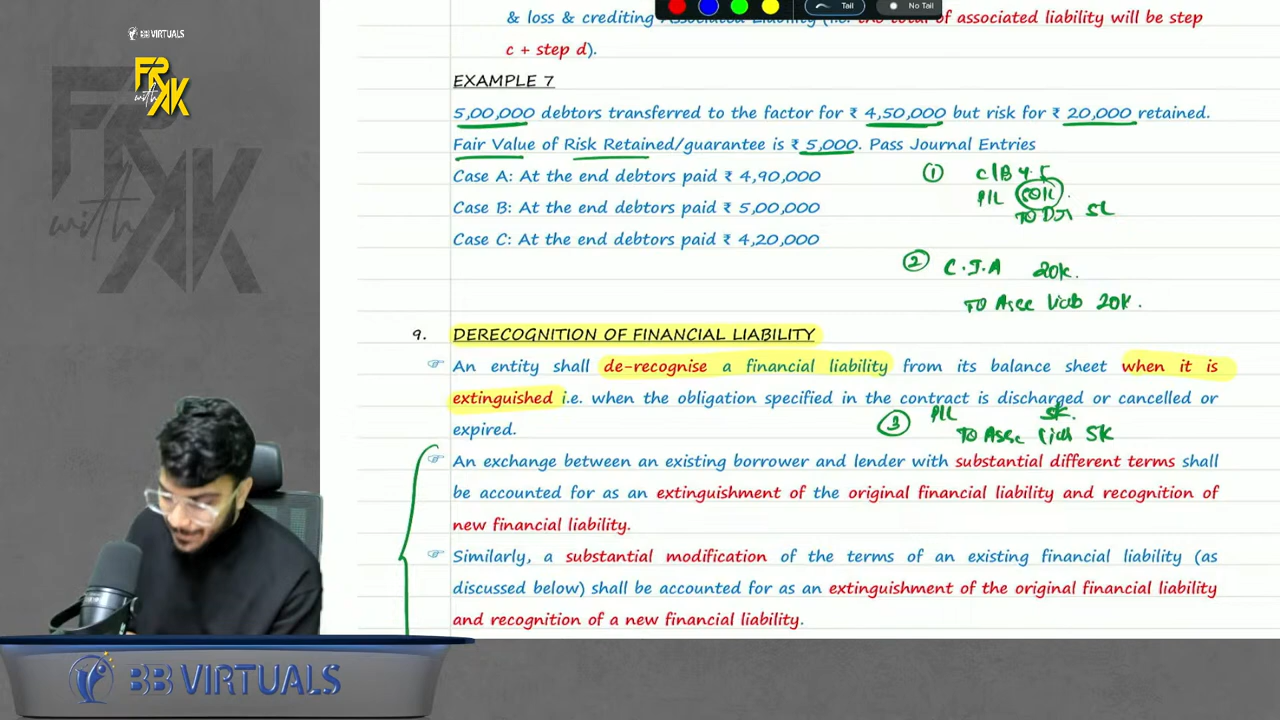 Tail
No Tail
& loss & crediting Associated Liability (i.e. the total of associated liability will be step
c + step d).
BB VIRTUALS
FR
with
AK
EXAMPLE 7
5,00,000 debtors transferred to the factor for ₹ 4,50,000 but risk for ₹ 20,000 retained.
Fair Value of Risk Retained/guarantee is ₹ 5,000. Pass Journal Entries
Case A: At the end debtors paid ₹ 4,90,000
Case B: At the end debtors paid ₹ 5,00,000
Case C: At the end debtors paid ₹ 4,20,000
① C/B 4.5
P/L 50K
TO 5L
② C.I.A 20K.
TO Asso Liab 20K.
9. DERECOGNITION OF FINANCIAL LIABILITY
☞ An entity shall de-recognise a financial liability from its balance sheet when it is
extinguished i.e. when the obligation specified in the contract is discharged or cancelled or
expired.
③ P/L 5K.
TO Asso Liab 5K
☞ An exchange between an existing borrower and lender with substantial different terms shall
be accounted for as an extinguishment of the original financial liability and recognition of
new financial liability.
☞ Similarly, a substantial modification of the terms of an existing financial liability (as
discussed below) shall be accounted for as an extinguishment of the original financial liability
and recognition of a new financial liability.
BB VIRTUALS